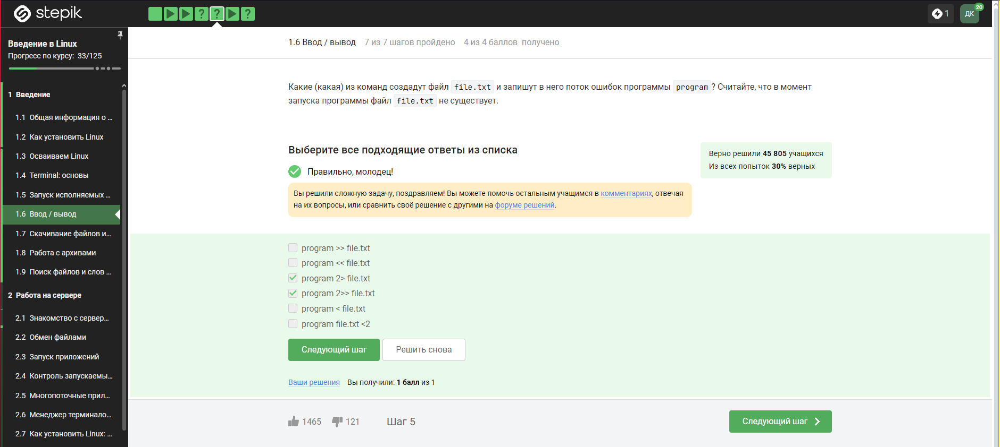 stepik
? ? ?
1
ДК
20
Введение в Linux
Прогресс по курсу: 33/125
1 Введение
1.1 Общая информация о ...
1.2 Как установить Linux
1.3 Осваиваем Linux
1.4 Terminal: основы
1.5 Запуск исполняемых ...
1.6 Ввод / вывод
1.7 Скачивание файлов и...
1.8 Работа с архивами
1.9 Поиск файлов и слов ...
2 Работа на сервере
2.1 Знакомство с сервер...
2.2 Обмен файлами
2.3 Запуск приложений
2.4 Контроль запускаемы...
2.5 Многопоточные прил...
2.6 Менеджер терминало...
2.7 Как установить Linux: ...
1.6 Ввод / вывод 7 из 7 шагов пройдено 4 из 4 баллов получено
Какие (какая) из команд создадут файл file.txt и запишут в него поток ошибок программы program? Считайте, что в момент
запуска программы файл file.txt не существует.
Выберите все подходящие ответы из списка
Правильно, молодец!
Вы решили сложную задачу, поздравляем! Вы можете помочь остальным учащимся в комментариях, отвечая
на их вопросы, или сравнить своё решение с другими на форуме решений.
Верно решили 45 805 учащихся
Из всех попыток 30% верных
program >> file.txt
program << file.txt
program 2> file.txt
program 2>> file.txt
program < file.txt
program file.txt <2
Следующий шаг Решить снова
Ваши решения Вы получили: 1 балл из 1
1465 121 Шаг 5 Следующий шаг